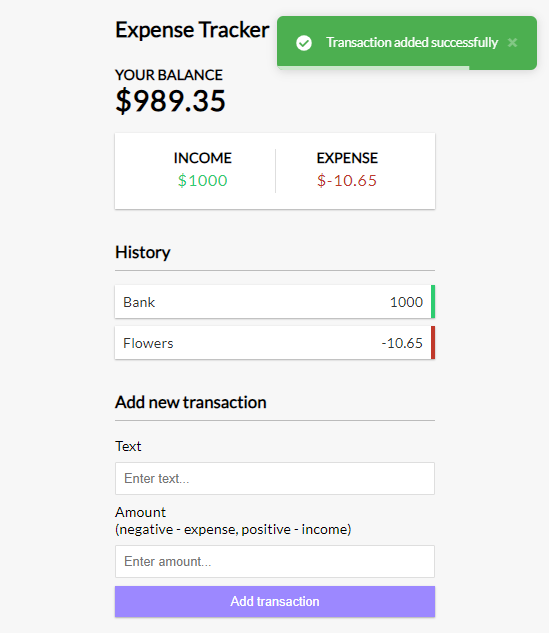 Expense Tracker
Transaction added successfully ×
YOUR BALANCE
$989.35
INCOME
$1000
EXPENSE
$-10.65
History
Bank 1000
Flowers -10.65
Add new transaction
Text
Enter text...
Amount
(negative - expense, positive - income)
Enter amount...
Add transaction